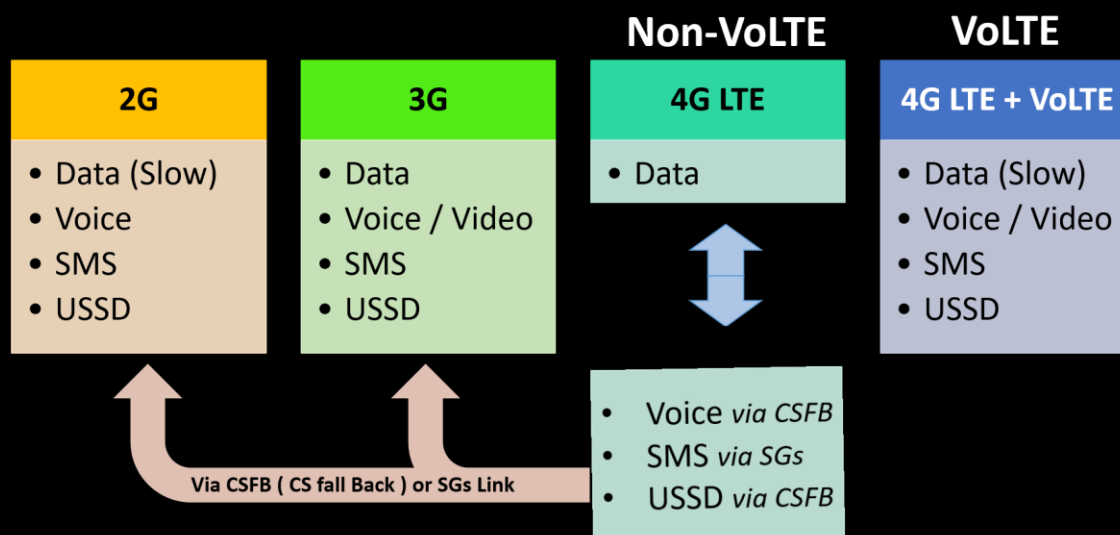 Non-VoLTE
VoLTE
2G
• Data (Slow)
• Voice
• SMS
• USSD
3G
• Data
• Voice / Video
• SMS
• USSD
4G LTE
• Data
4G LTE + VoLTE
• Data (Slow)
• Voice / Video
• SMS
• USSD
• Voice via CSFB
• SMS via SGs
• USSD via CSFB
Via CSFB ( CS fall Back ) or SGs Link